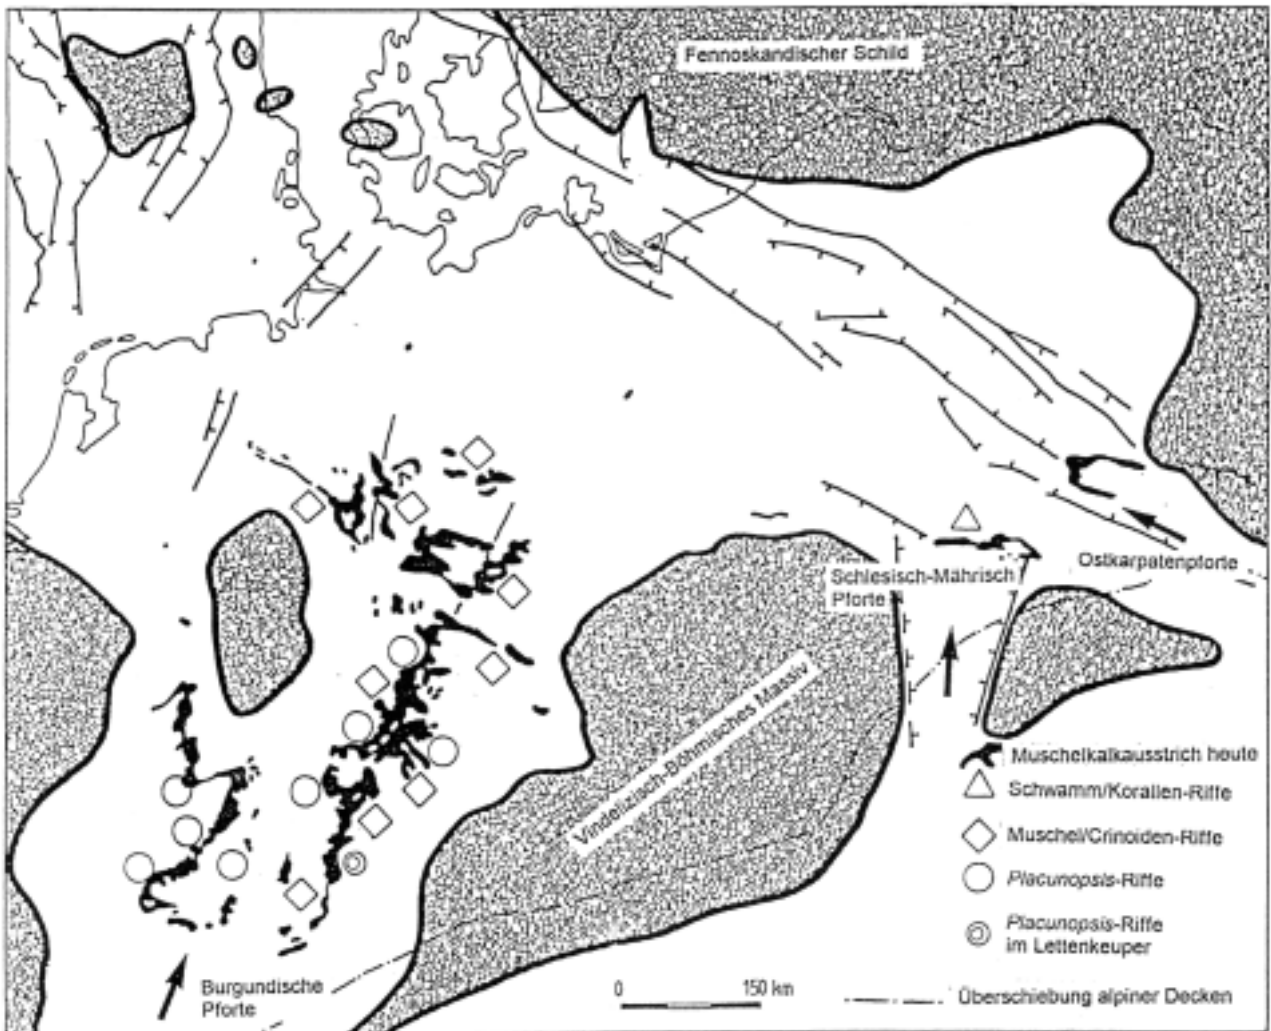 Fennoskandischer Schild
Ostkarpatenpforte
Schlesisch-Mährisch
Pforte
Vindelizisch-Böhmisches Massiv
Muschelkalkausstrich heute
Schwamm/Korallen-Riffe
Muschel/Crinoiden-Riffe
Placunopsis-Riffe
Placunopsis-Riffe
im Lettenkeuper
Burgundische
Pforte
0 150 km
Überschiebung alpiner Decken